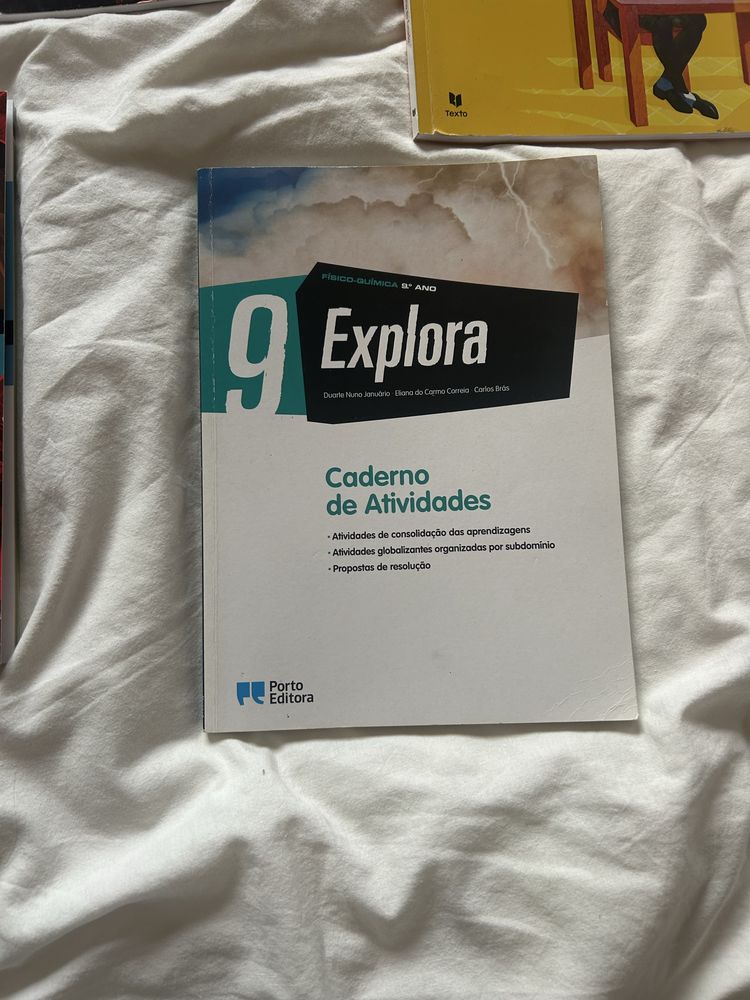 Texto
FÍSICO-QUÍMICA 9.º ANO
9
Explora
Duarte Nuno Januário · Eliana do Carmo Correia · Carlos Brás
Caderno
de Atividades
• Atividades de consolidação das aprendizagens
• Atividades globalizantes organizadas por subdomínio
• Propostas de resolução
Porto
Editora